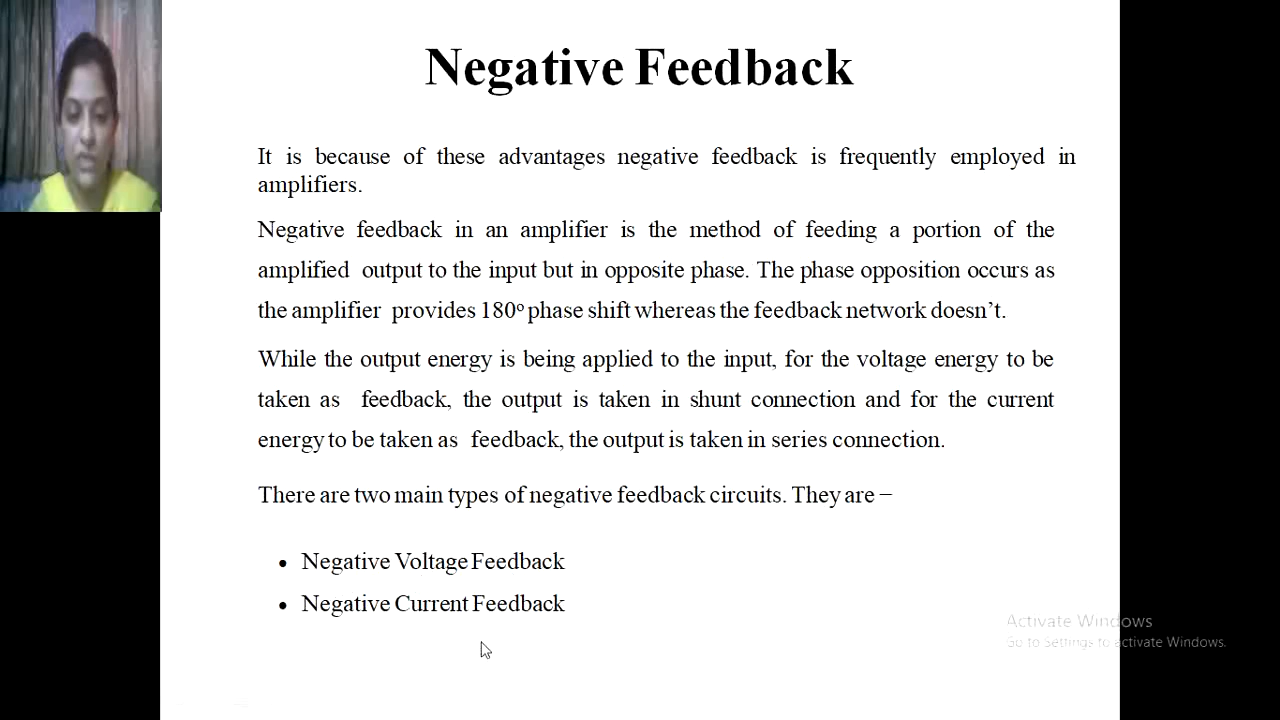 Negative Feedback
It is because of these advantages negative feedback is frequently employed in
amplifiers.
Negative feedback in an amplifier is the method of feeding a portion of the
amplified output to the input but in opposite phase. The phase opposition occurs as
the amplifier provides 180º phase shift whereas the feedback network doesn’t.
While the output energy is being applied to the input, for the voltage energy to be
taken as feedback, the output is taken in shunt connection and for the current
energy to be taken as feedback, the output is taken in series connection.
There are two main types of negative feedback circuits. They are −
• Negative Voltage Feedback
• Negative Current Feedback
Activate Windows
Go to Settings to activate Windows.